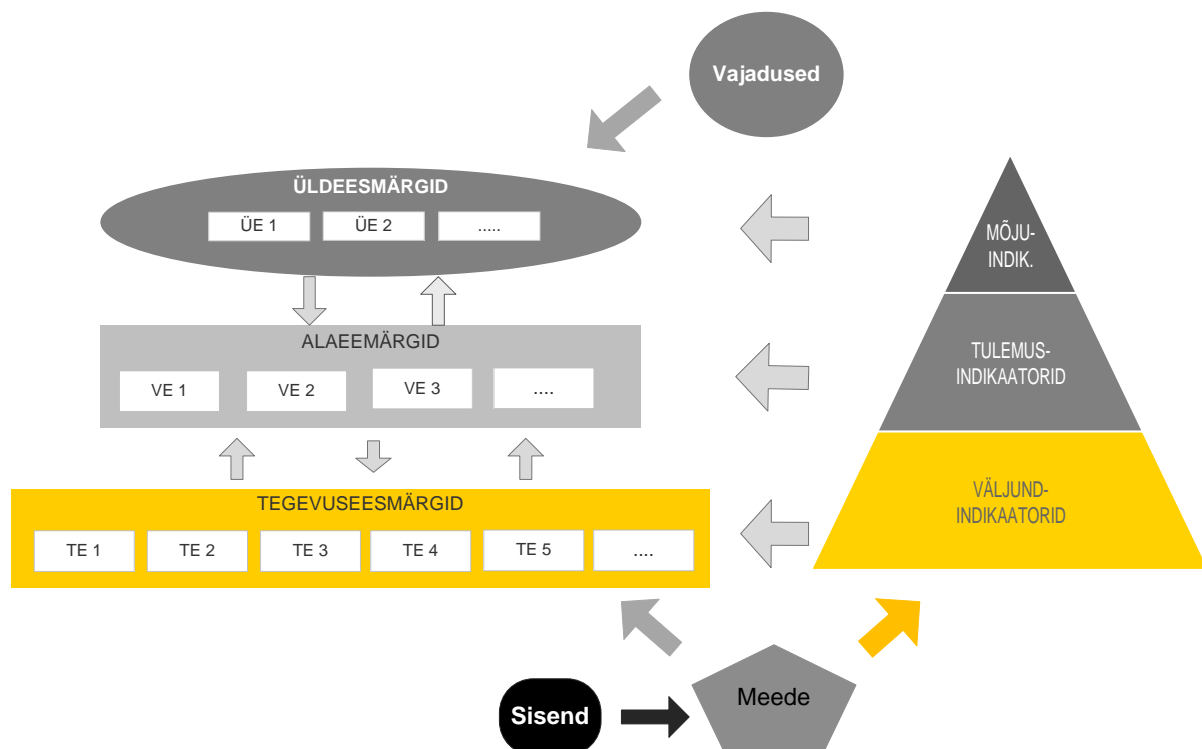 Vajadused
ÜLDEESMÄRGID
ÜE 1
ÜE 2
.....
MÕJU-
INDIK.
ALAEEMÄRGID
VE 1
VE 2
VE 3
....
TULEMUS-
INDIKAATORID
TEGEVUSEESMÄRGID
TE 1
TE 2
TE 3
TE 4
TE 5
....
VÄLJUND-
INDIKAATORID
Sisend
Meede